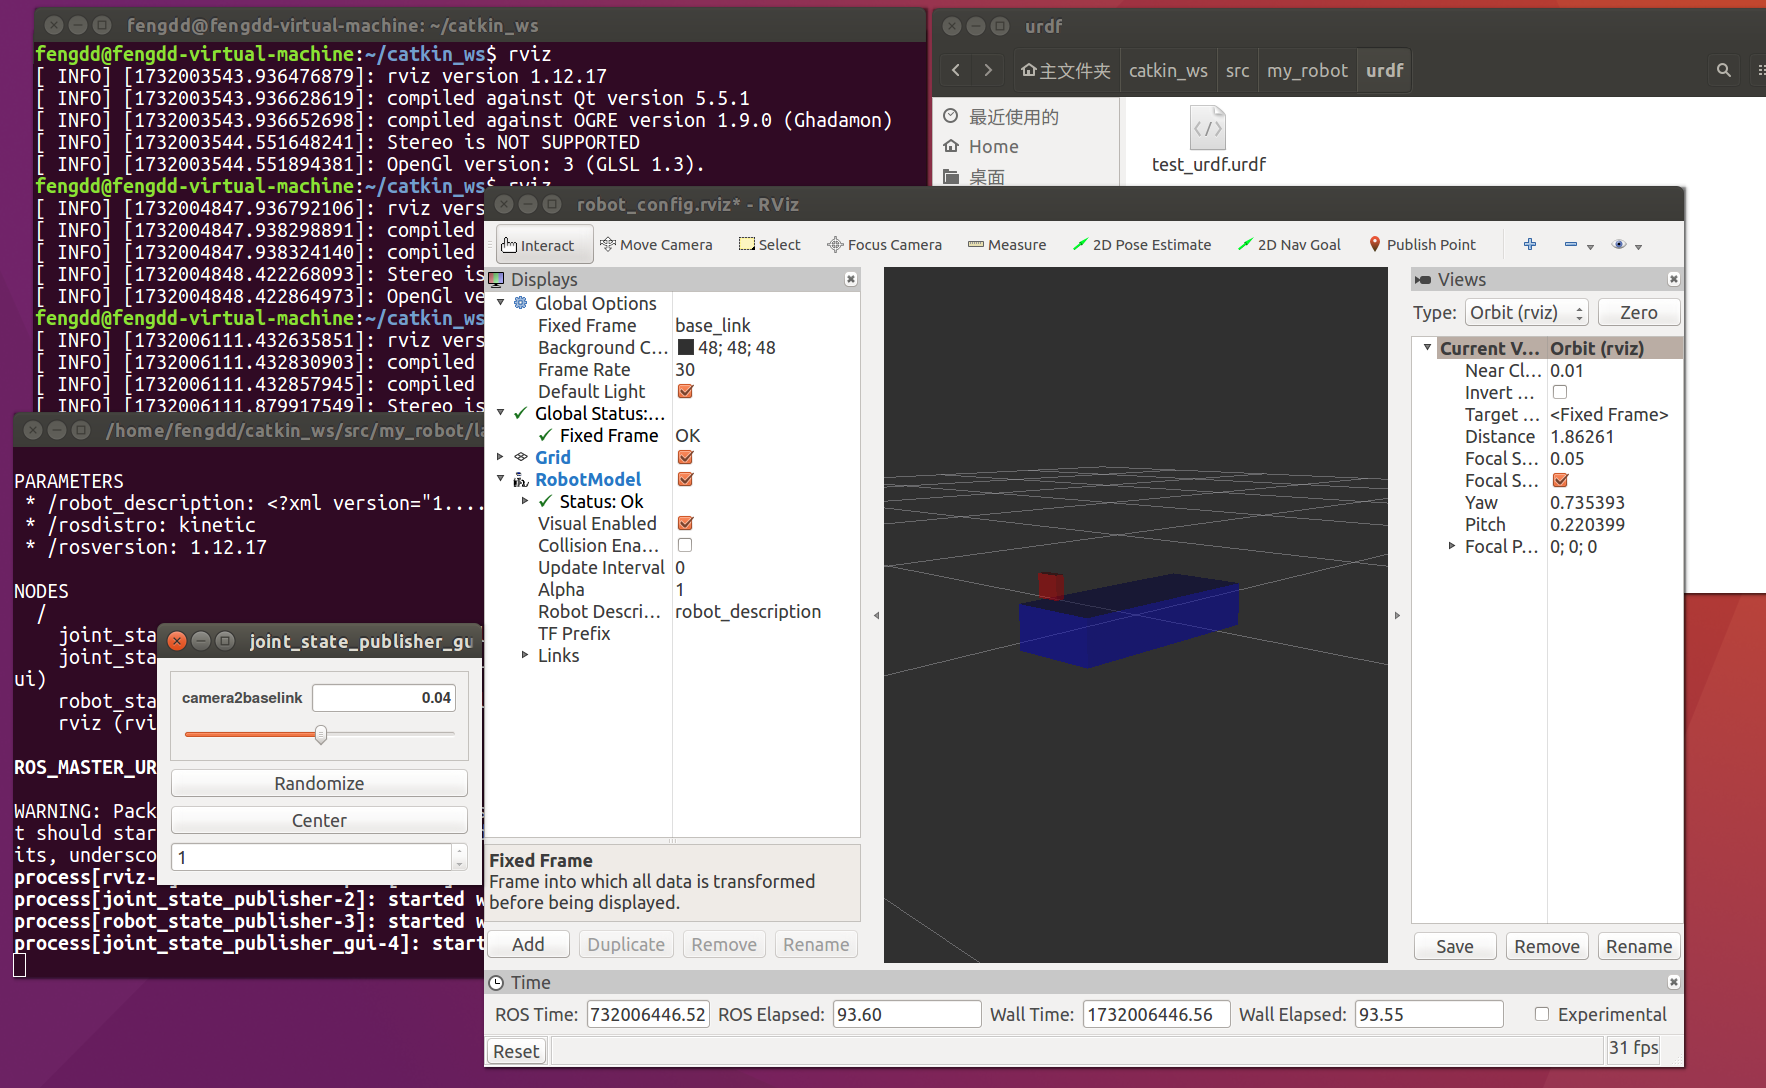 fengdd@fengdd-virtual-machine: ~/catkin_ws
fengdd@fengdd-virtual-machine:~/catkin_ws$ rviz
[ INFO] [1732003543.936476879]: rviz version 1.12.17
[ INFO] [1732003543.936628619]: compiled against Qt version 5.5.1
[ INFO] [1732003543.936652698]: compiled against OGRE version 1.9.0 (Ghadamon)
[ INFO] [1732003544.551648241]: Stereo is NOT SUPPORTED
[ INFO] [1732003544.551894381]: OpenGl version: 3 (GLSL 1.3).
fengdd@fengdd-virtual-machine:~/catkin_ws$ rviz
[ INFO] [1732004847.936792106]: rviz vers
[ INFO] [1732004847.938298891]: compiled
[ INFO] [1732004847.938324140]: compiled
[ INFO] [1732004848.422268093]: Stereo is
[ INFO] [1732004848.422864973]: OpenGl ve
fengdd@fengdd-virtual-machine:~/catkin_ws
[ INFO] [1732006111.432635851]: rviz vers
[ INFO] [1732006111.432830903]: compiled
[ INFO] [1732006111.432857945]: compiled
[ INFO] [1732006111.879917549]: Stereo is
urdf
主文件夹 catkin_ws src my_robot urdf
最近使用的
Home
桌面
test_urdf.urdf
/home/fengdd/catkin_ws/src/my_robot/la
PARAMETERS
* /robot_description: <?xml version="1....
* /rosdistro: kinetic
* /rosversion: 1.12.17
NODES
/
joint_sta
joint_sta
ui)
robot_sta
rviz (rvi
ROS_MASTER_UR
WARNING: Pack
t should star
its, undersco
process[rviz-
process[joint_state_publisher-2]: started w
process[robot_state_publisher-3]: started w
process[joint_state_publisher_gui-4]: start
joint_state_publisher_gu
camera2baselink 0.04
Randomize
Center
1
robot_config.rviz* - RViz
Interact Move Camera Select Focus Camera Measure 2D Pose Estimate 2D Nav Goal Publish Point
Displays
Global Options
Fixed Frame base_link
Background C... 48; 48; 48
Frame Rate 30
Default Light
Global Status:...
Fixed Frame OK
Grid
RobotModel
Status: Ok
Visual Enabled
Collision Ena...
Update Interval 0
Alpha 1
Robot Descri... robot_description
TF Prefix
Links
Fixed Frame
Frame into which all data is transformed
before being displayed.
Add Duplicate Remove Rename
Views
Type: Orbit (rviz) Zero
Current V... Orbit (rviz)
Near Cl... 0.01
Invert ...
Target ... <Fixed Frame>
Distance 1.86261
Focal S... 0.05
Focal S...
Yaw 0.735393
Pitch 0.220399
Focal P... 0; 0; 0
Save Remove Rename
Time
ROS Time: 732006446.52 ROS Elapsed: 93.60 Wall Time: 1732006446.56 Wall Elapsed: 93.55 Experimental
Reset 31 fps